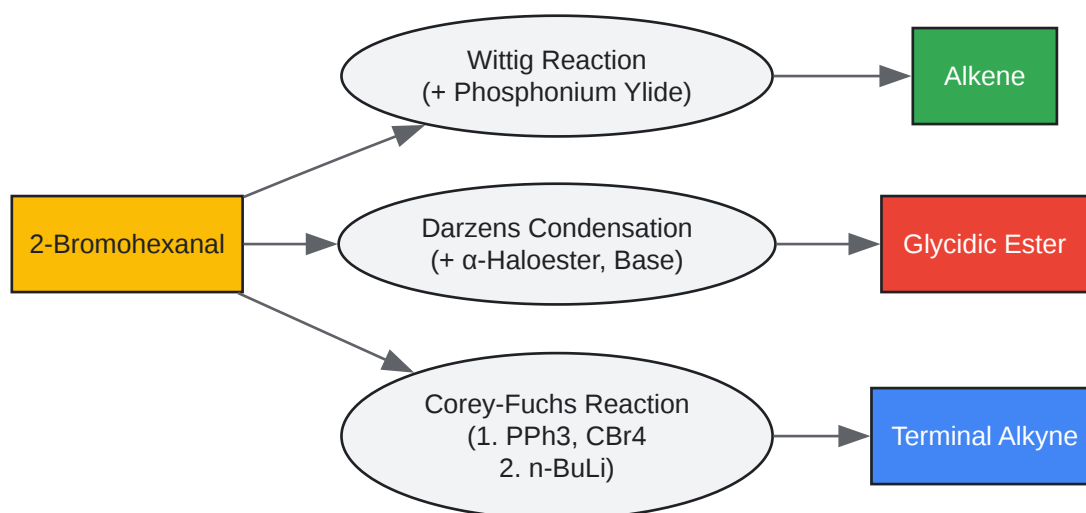 Wittig Reaction
(+ Phosphonium Ylide)
Alkene
2-Bromohexanal
Darzens Condensation
(+ α-Haloester, Base)
Glycidic Ester
Corey-Fuchs Reaction
(1. PPh3, CBr4
2. n-BuLi)
Terminal Alkyne